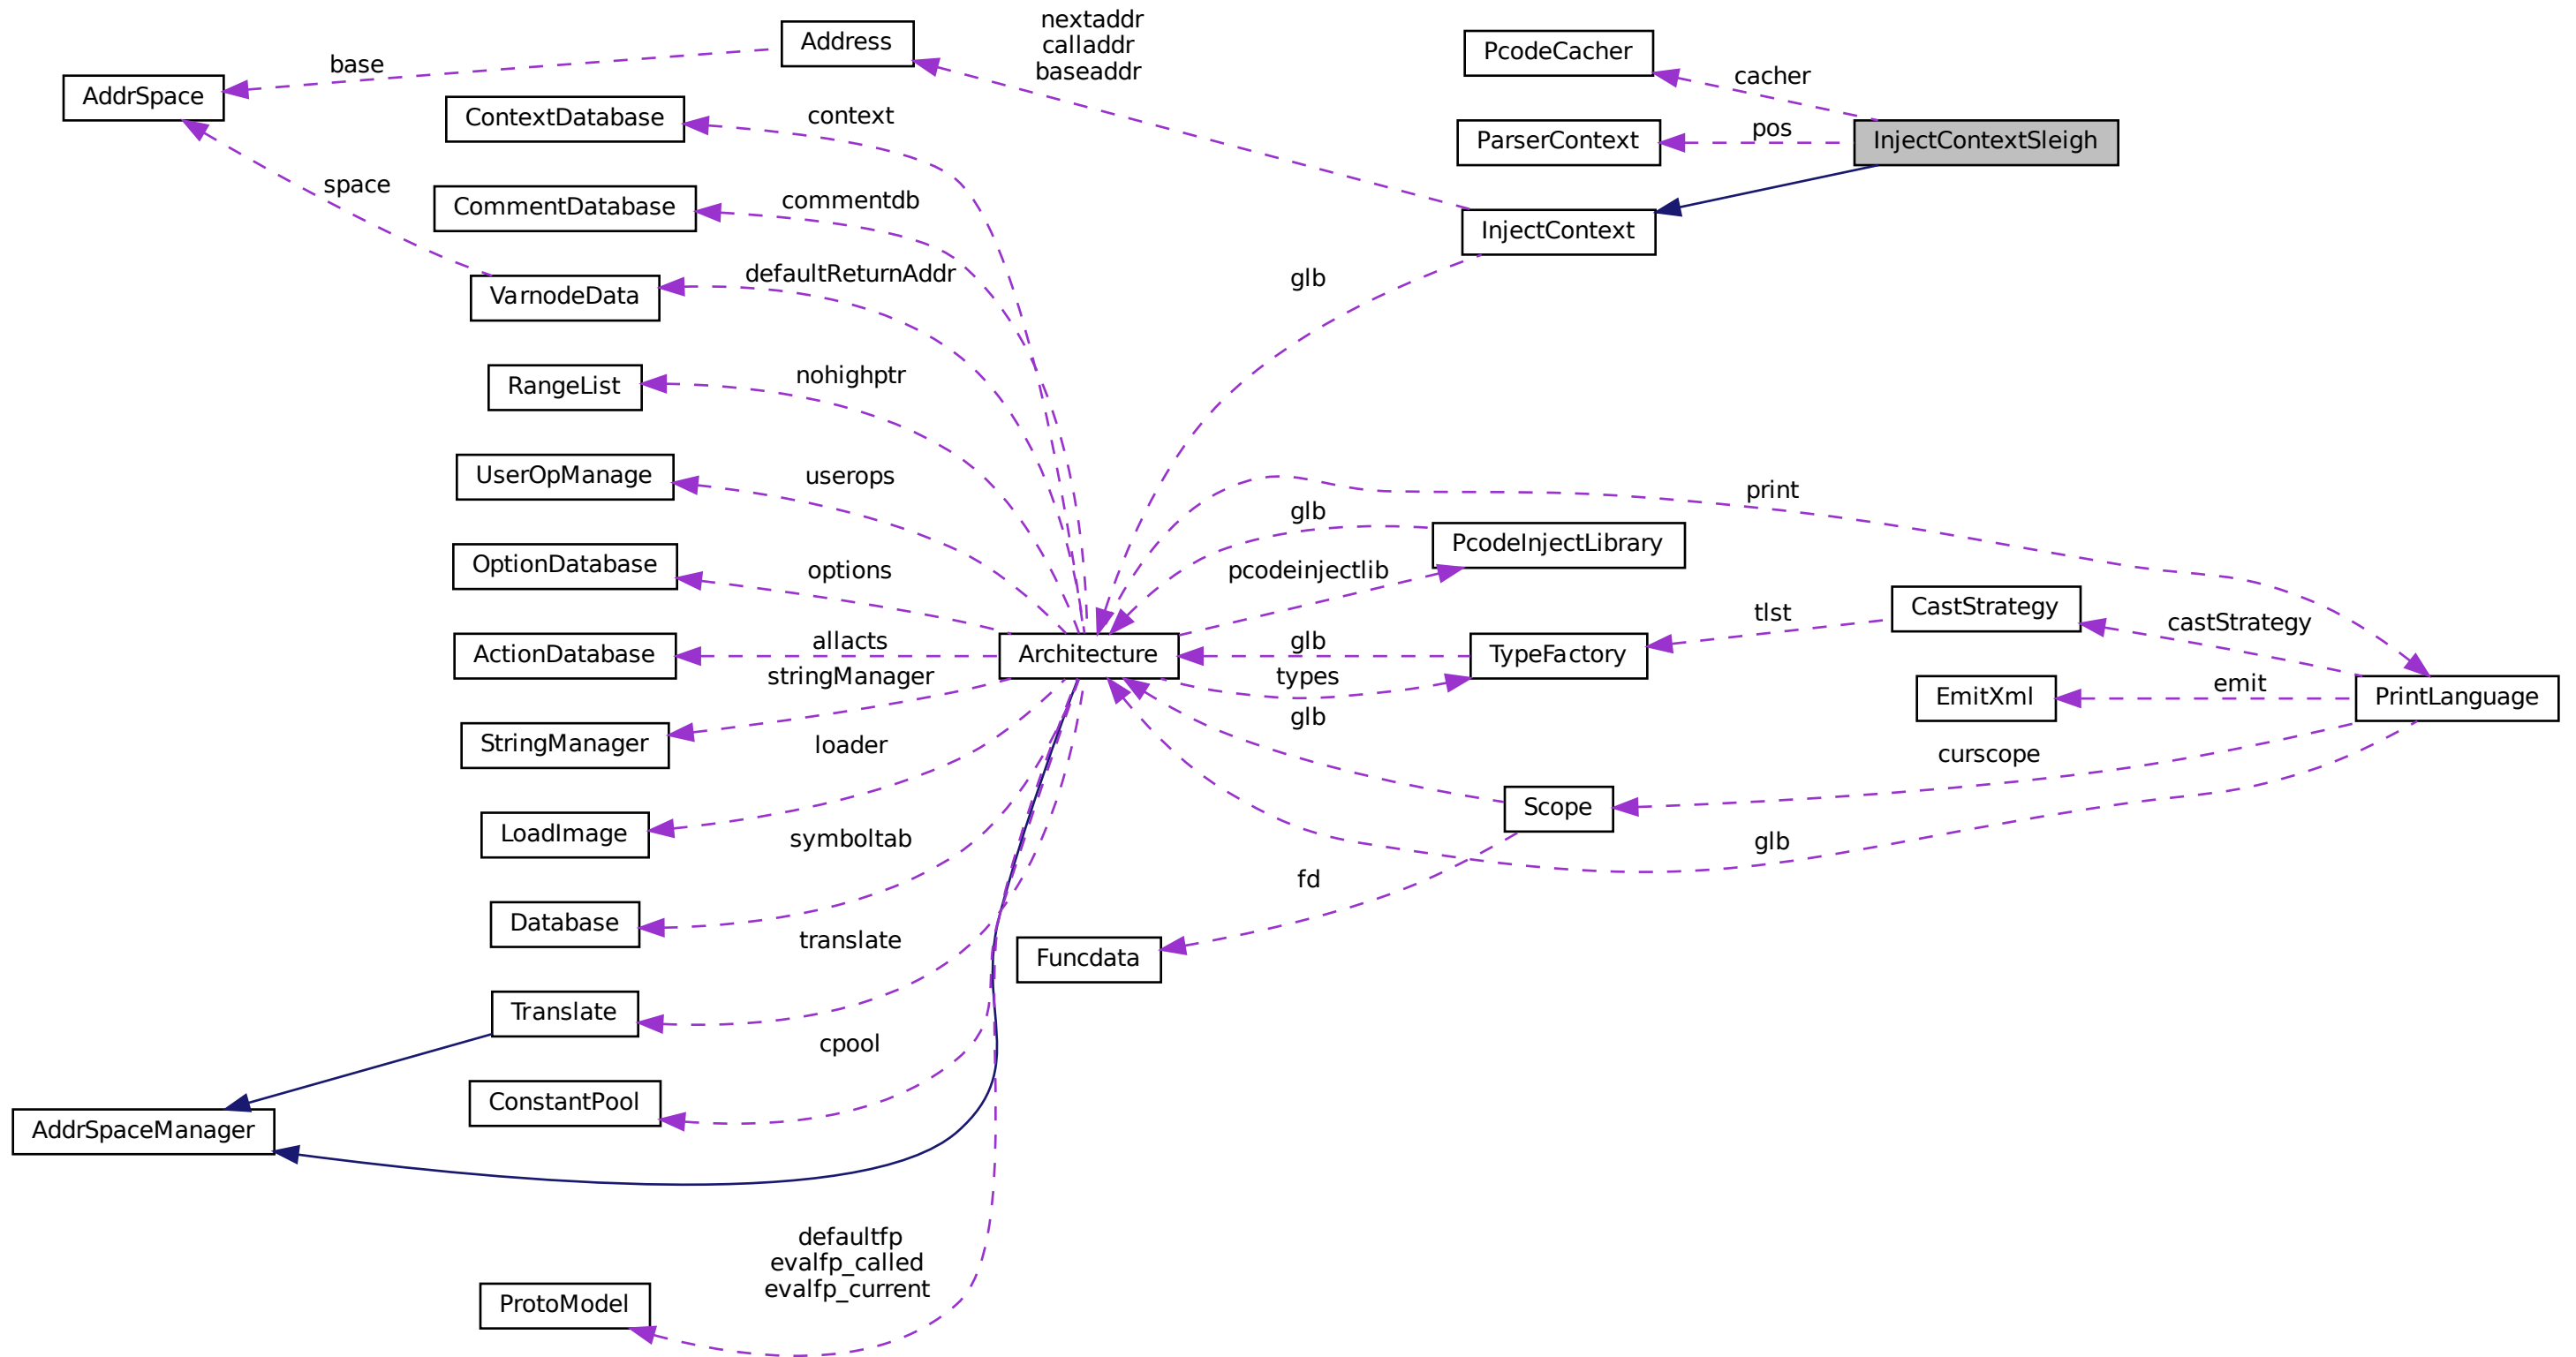 nextaddr
calladdr
baseaddr
Address
PcodeCacher
base
cacher
AddrSpace
ContextDatabase
context
pos
ParserContext
InjectContextSleigh
space
CommentDatabase
commentdb
InjectContext
defaultReturnAddr
glb
VarnodeData
nohighptr
RangeList
userops
print
UserOpManage
glb
PcodeInjectLibrary
OptionDatabase
options
pcodeinjectlib
CastStrategy
tlst
castStrategy
allacts
glb
ActionDatabase
Architecture
TypeFactory
stringManager
types
emit
EmitXml
PrintLanguage
glb
StringManager
loader
curscope
Scope
LoadImage
symboltab
glb
fd
Database
translate
Funcdata
Translate
cpool
ConstantPool
AddrSpaceManager
defaultfp
evalfp_called
evalfp_current
ProtoModel